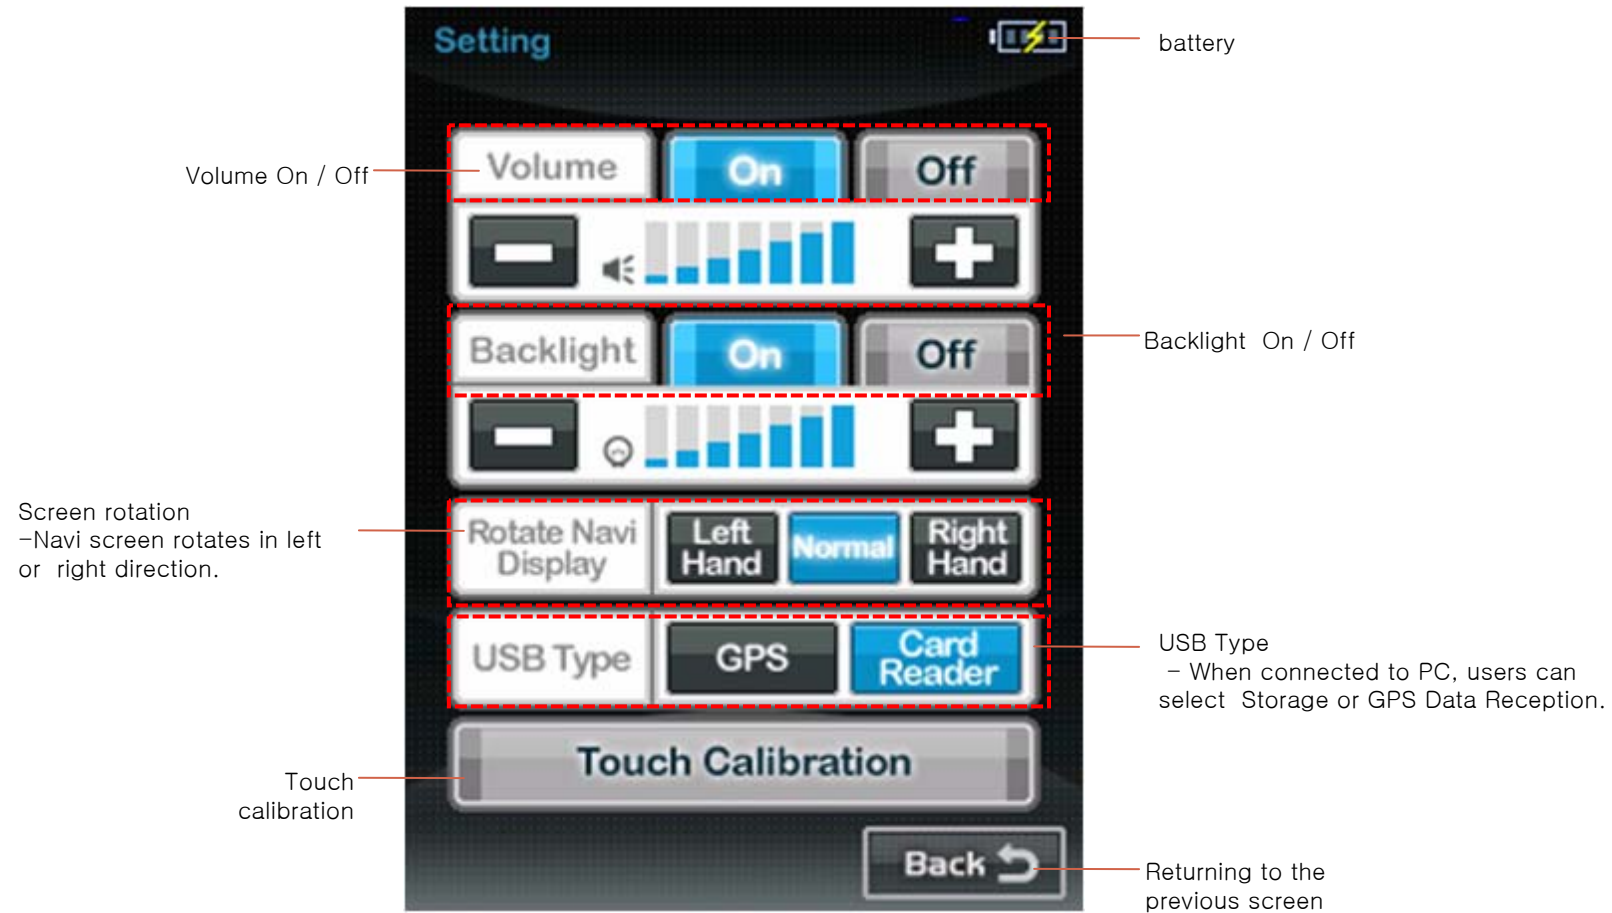 Setting
battery
Volume On / Off
Volume
On
Off
Backlight
On
Off
Backlight On / Off
Screen rotation
-Navi screen rotates in left
or right direction.
Rotate Navi
Display
Left
Hand
Normal
Right
Hand
USB Type
GPS
Card
Reader
USB Type
- When connected to PC, users can
select Storage or GPS Data Reception.
Touch Calibration
Touch
calibration
Back
Returning to the
previous screen